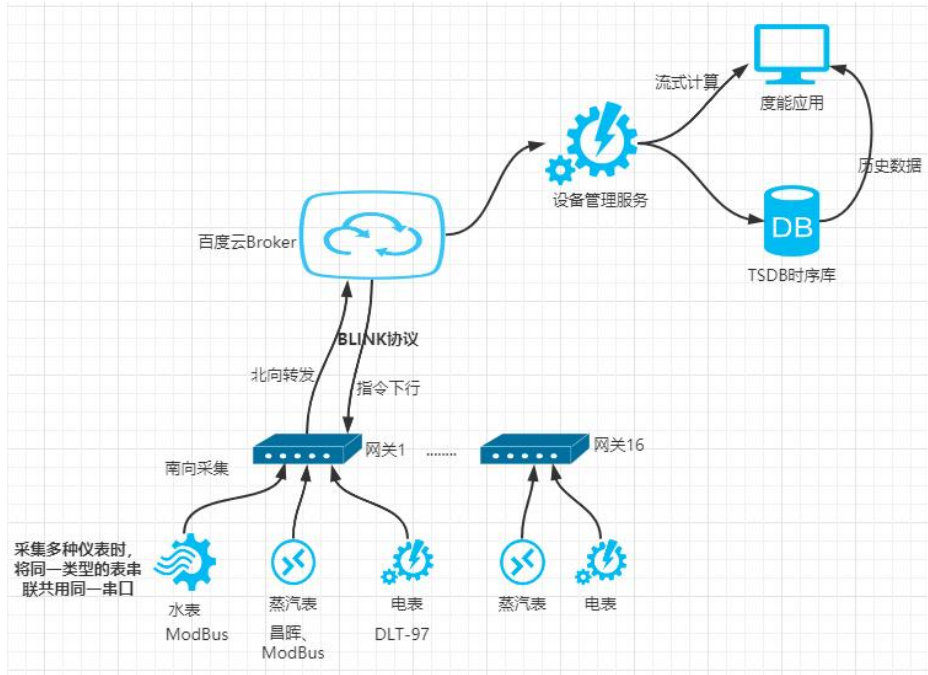 流式计算
度能应用
历史数据
设备管理服务
DB
百度云Broker
TSDB时序库
BLINK协议
北向转发
指令下行
网关1
........
网关16
南向采集
采集多种仪表时，
将同一类型的表串
联共用同一串口
水表
ModBus
蒸汽表
昌晖、
ModBus
电表
DLT-97
蒸汽表
电表